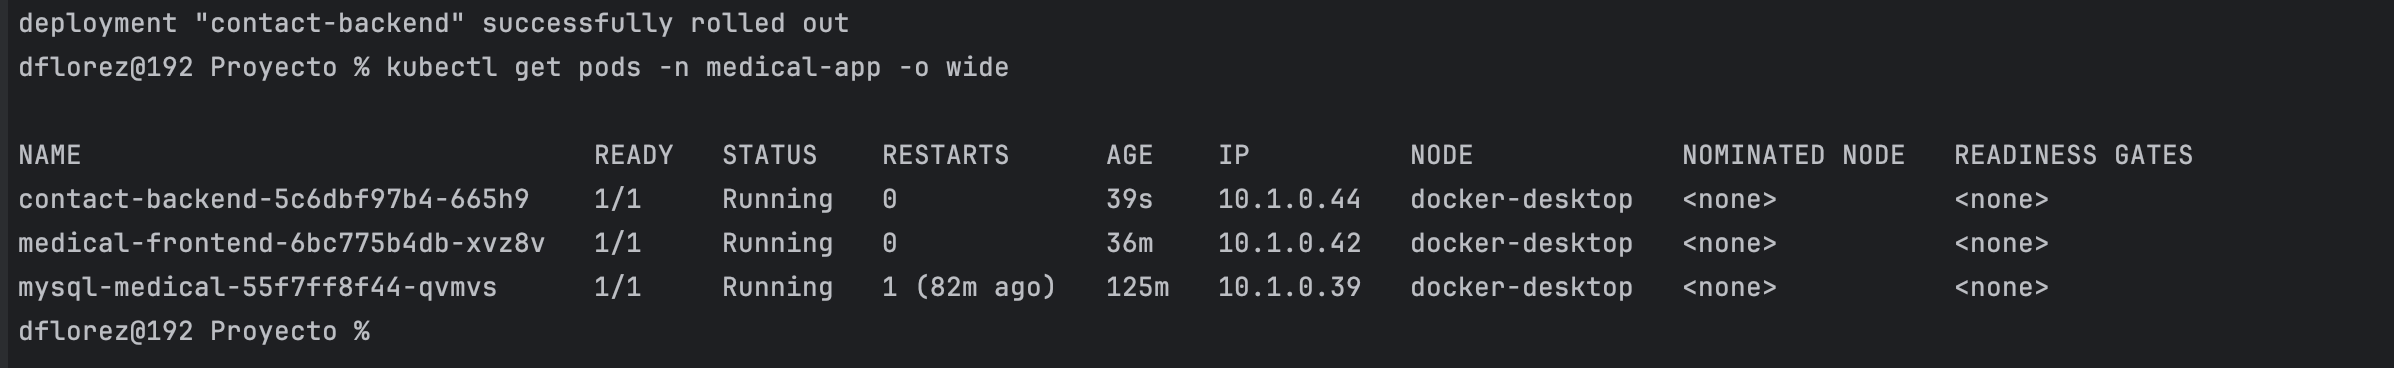 deployment "contact-backend" successfully rolled out
dflorez@192 Proyecto % kubectl get pods -n medical-app -o wide
NAME READY STATUS RESTARTS AGE IP NODE NOMINATED NODE READINESS GATES
contact-backend-5c6dbf97b4-665h9 1/1 Running 0 39s 10.1.0.44 docker-desktop <none> <none>
medical-frontend-6bc775b4db-xvz8v 1/1 Running 0 36m 10.1.0.42 docker-desktop <none> <none>
mysql-medical-55f7ff8f44-qvmvs 1/1 Running 1 (82m ago) 125m 10.1.0.39 docker-desktop <none> <none>
dflorez@192 Proyecto %